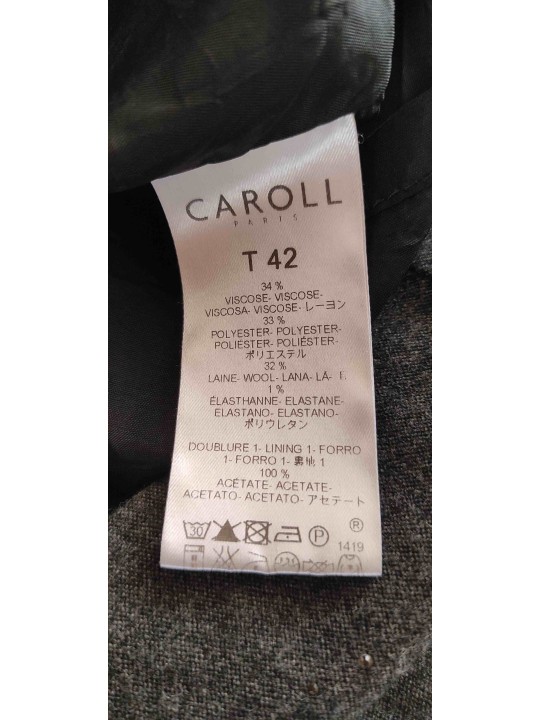 CAROLL
PARIS
T 42
34 %
VISCOSE- VISCOSE-
VISCOSA- VISCOSE- レーヨン
33 %
POLYESTER- POLYESTER-
POLIÉSTER- POLIÉSTER-
ポリエステル
32 %
LAINE- WOOL- LANA- LÃ-
1 %
ÉLASTHANNE- ELASTANE-
ELASTANO- ELASTANE-
ポリウレタン
DOUBLURE 1- LINING 1- FORRO
1- FORRO 1- 裏地 1
100 %
ACÉTATE- ACETATE-
ACETATO- ACETATO- アセテート
30 P ®
1419